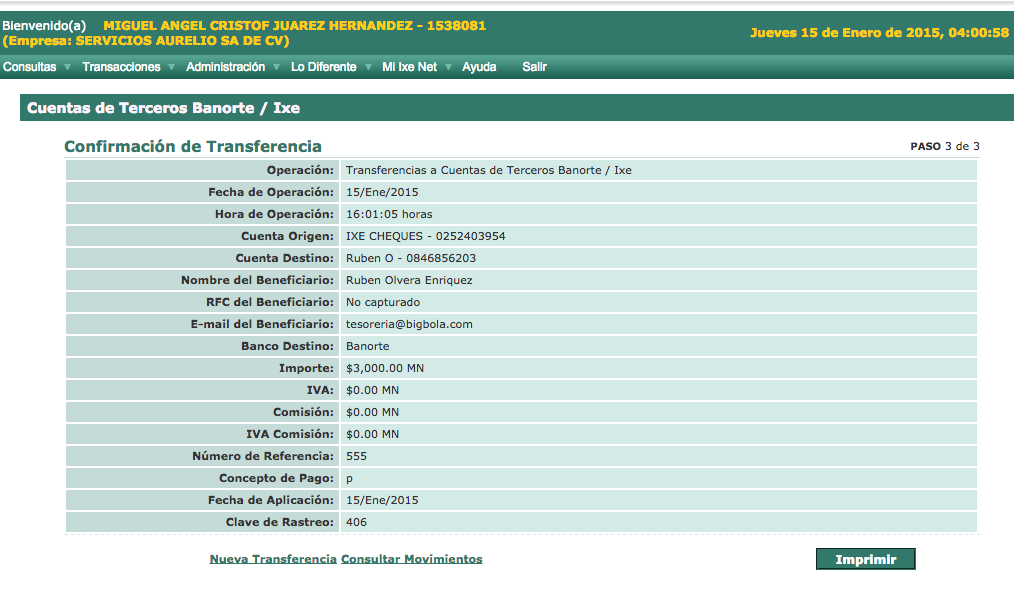 Bienvenido(a) MIGUEL ANGEL CRISTOF JUAREZ HERNANDEZ - 1538081
(Empresa: SERVICIOS AURELIO SA DE CV)
Jueves 15 de Enero de 2015, 04:00:58
Consultas Transacciones Administración Lo Diferente Mi Ixe Net Ayuda Salir
Cuentas de Terceros Banorte / Ixe
Confirmación de Transferencia PASO 3 de 3
Operación: Transferencias a Cuentas de Terceros Banorte / Ixe
Fecha de Operación: 15/Ene/2015
Hora de Operación: 16:01:05 horas
Cuenta Origen: IXE CHEQUES - 0252403954
Cuenta Destino: Ruben O - 0846856203
Nombre del Beneficiario: Ruben Olvera Enriquez
RFC del Beneficiario: No capturado
E-mail del Beneficiario: tesoreria@bigbola.com
Banco Destino: Banorte
Importe: $3,000.00 MN
IVA: $0.00 MN
Comisión: $0.00 MN
IVA Comisión: $0.00 MN
Número de Referencia: 555
Concepto de Pago: p
Fecha de Aplicación: 15/Ene/2015
Clave de Rastreo: 406
Nueva Transferencia Consultar Movimientos Imprimir